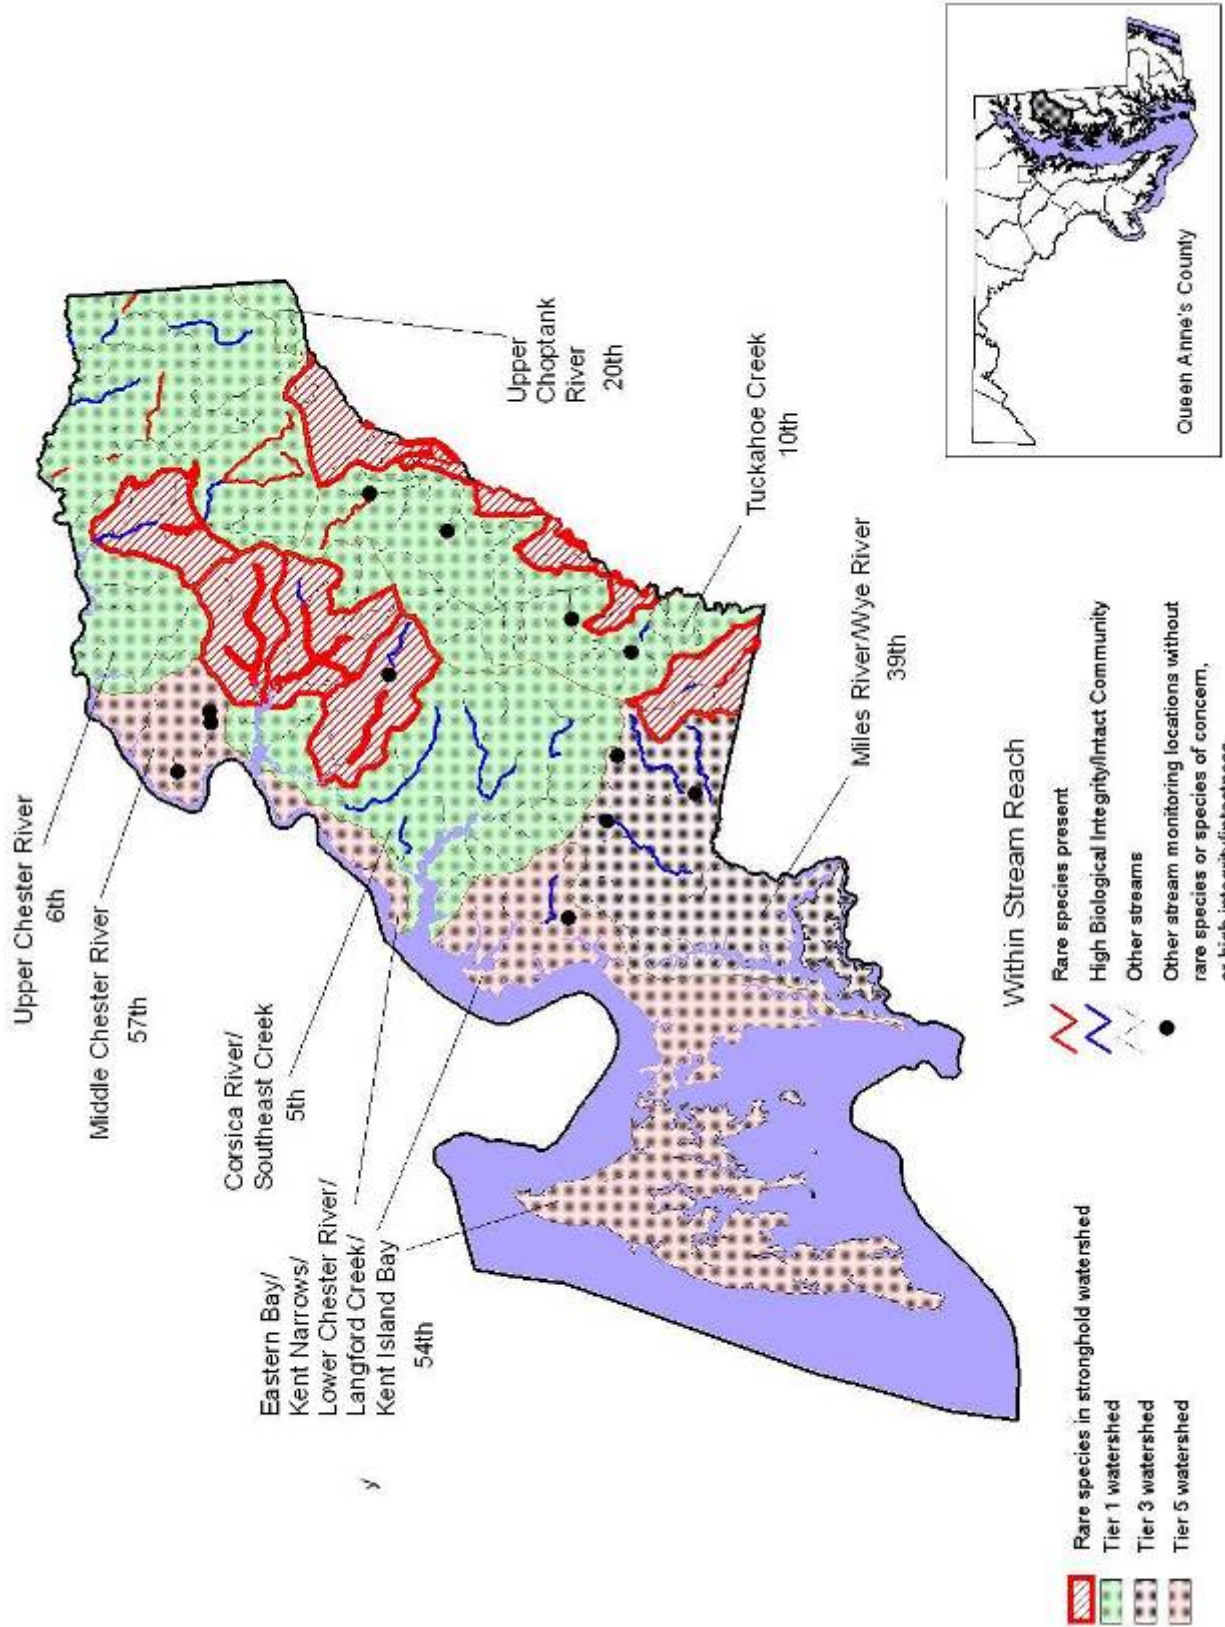 Upper Chester River
6th
Middle Chester River
57th
Corsica River/
Southeast Creek
5th
Eastern Bay/
Kent Narrows/
Lower Chester River/
Langford Creek/
Kent Island Bay
54th
y
Upper
Choptank
River
20th
Tuckahoe Creek
10th
Miles River/Wye River
39th
Queen Anne's County
Within Stream Reach
Rare species present
High Biological Integrity/Intact Community
Other streams
Other stream monitoring locations without
rare species or species of concern,
Rare species in stronghold watershed
Tier 1 watershed
Tier 3 watershed
Tier 5 watershed